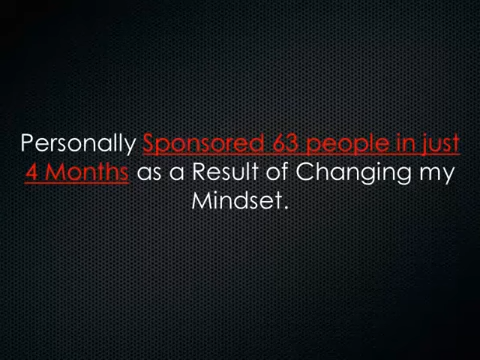 Personally Sponsored 63 people in just
4 Months as a Result of Changing my
Mindset.